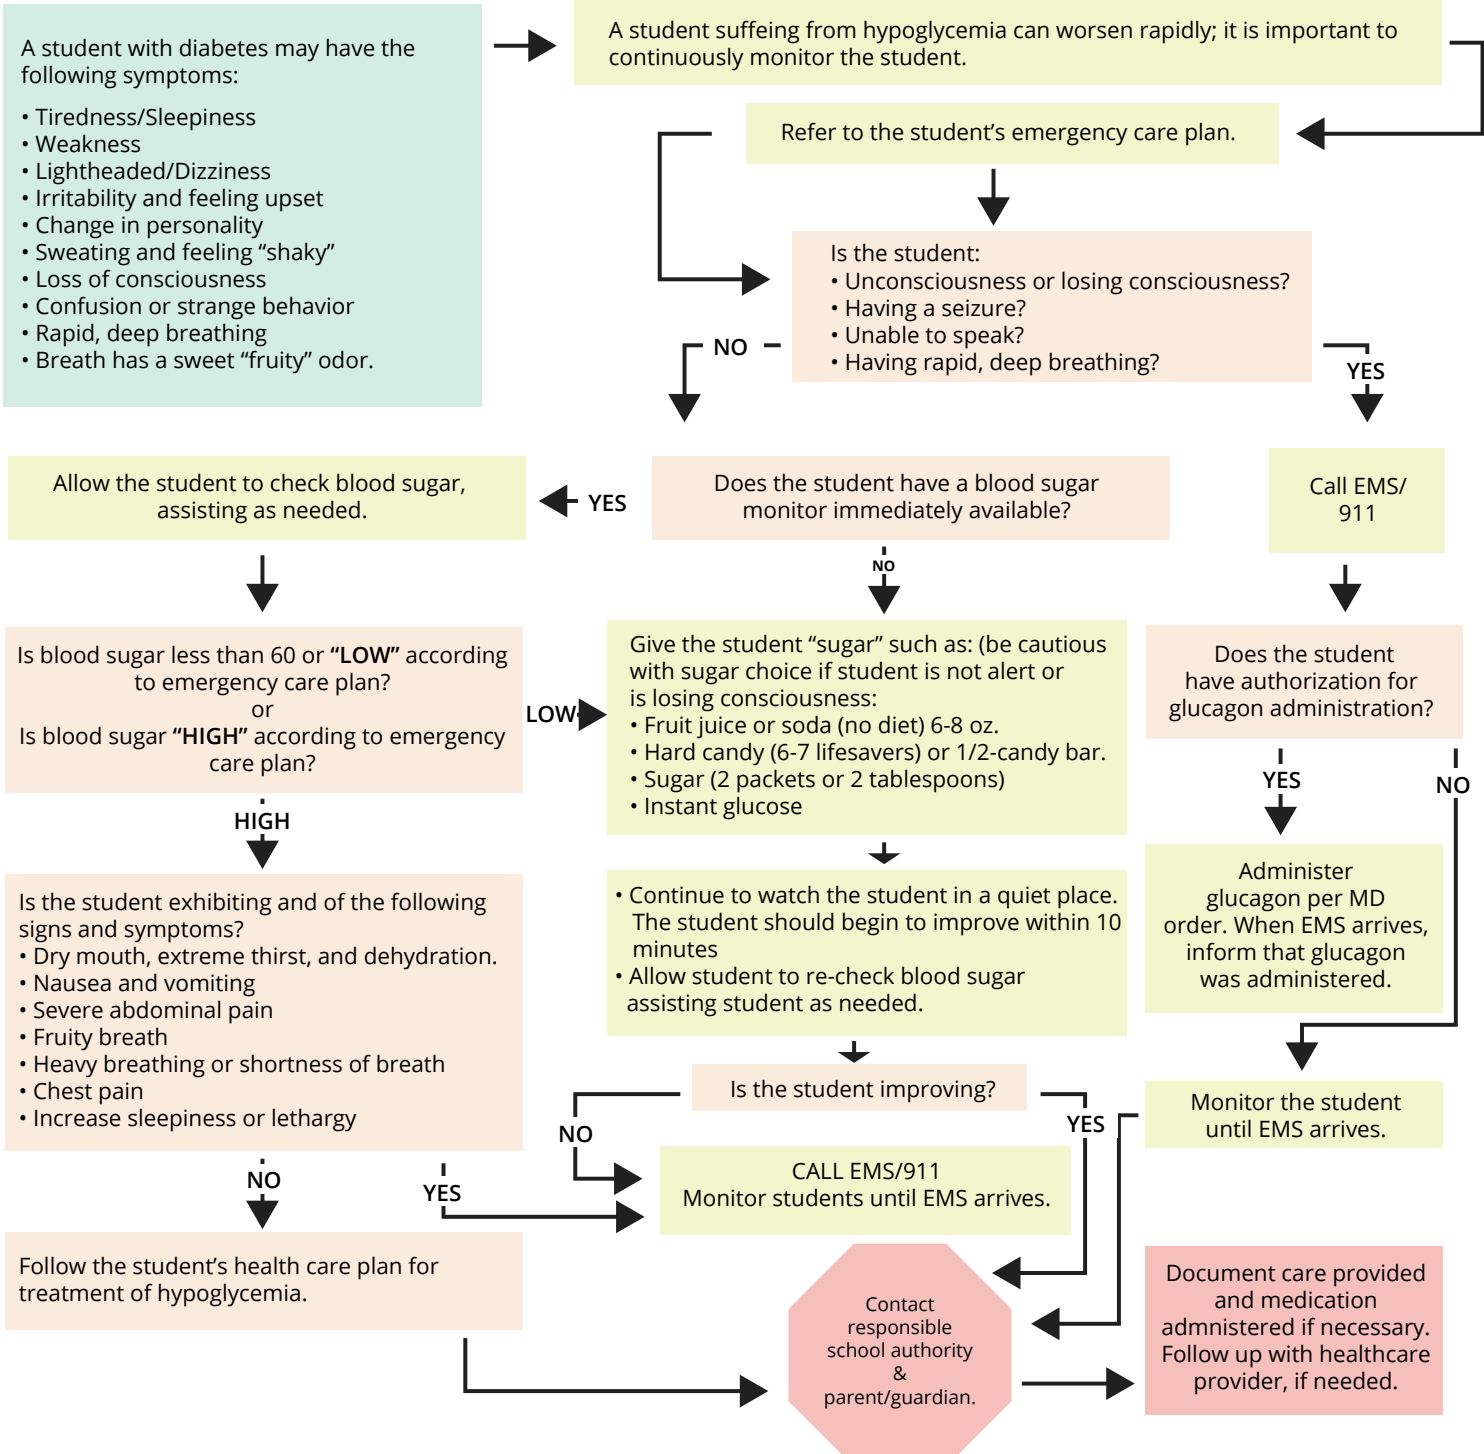 A student with diabetes may have the
following symptoms:
• Tiredness/Sleepiness
• Weakness
• Lightheaded/Dizziness
• Irritability and feeling upset
• Change in personality
• Sweating and feeling “shaky”
• Loss of consciousness
• Confusion or strange behavior
• Rapid, deep breathing
• Breath has a sweet “fruity” odor.
A student suffeing from hypoglycemia can worsen rapidly; it is important to
continuously monitor the student.
Refer to the student’s emergency care plan.
Is the student:
• Unconsciousness or losing consciousness?
• Having a seizure?
• Unable to speak?
• Having rapid, deep breathing?
NO
YES
Allow the student to check blood sugar,
assisting as needed.
YES
Does the student have a blood sugar
monitor immediately available?
Call EMS/
911
NO
Is blood sugar less than 60 or “LOW” according
to emergency care plan?
or
Is blood sugar “HIGH” according to emergency
care plan?
LOW
Give the student “sugar” such as: (be cautious
with sugar choice if student is not alert or
is losing consciousness:
• Fruit juice or soda (no diet) 6-8 oz.
• Hard candy (6-7 lifesavers) or 1/2-candy bar.
• Sugar (2 packets or 2 tablespoons)
• Instant glucose
Does the student
have authorization for
glucagon administration?
YES
NO
HIGH
Is the student exhibiting and of the following
signs and symptoms?
• Dry mouth, extreme thirst, and dehydration.
• Nausea and vomiting
• Severe abdominal pain
• Fruity breath
• Heavy breathing or shortness of breath
• Chest pain
• Increase sleepiness or lethargy
• Continue to watch the student in a quiet place.
The student should begin to improve within 10
minutes
• Allow student to re-check blood sugar
assisting student as needed.
Administer
glucagon per MD
order. When EMS arrives,
inform that glucagon
was administered.
Is the student improving?
NO
YES
Monitor the student
until EMS arrives.
NO
YES
CALL EMS/911
Monitor students until EMS arrives.
Follow the student’s health care plan for
treatment of hypoglycemia.
Contact
responsible
school authority
&
parent/guardian.
Document care provided
and medication
admnistered if necessary.
Follow up with healthcare
provider, if needed.